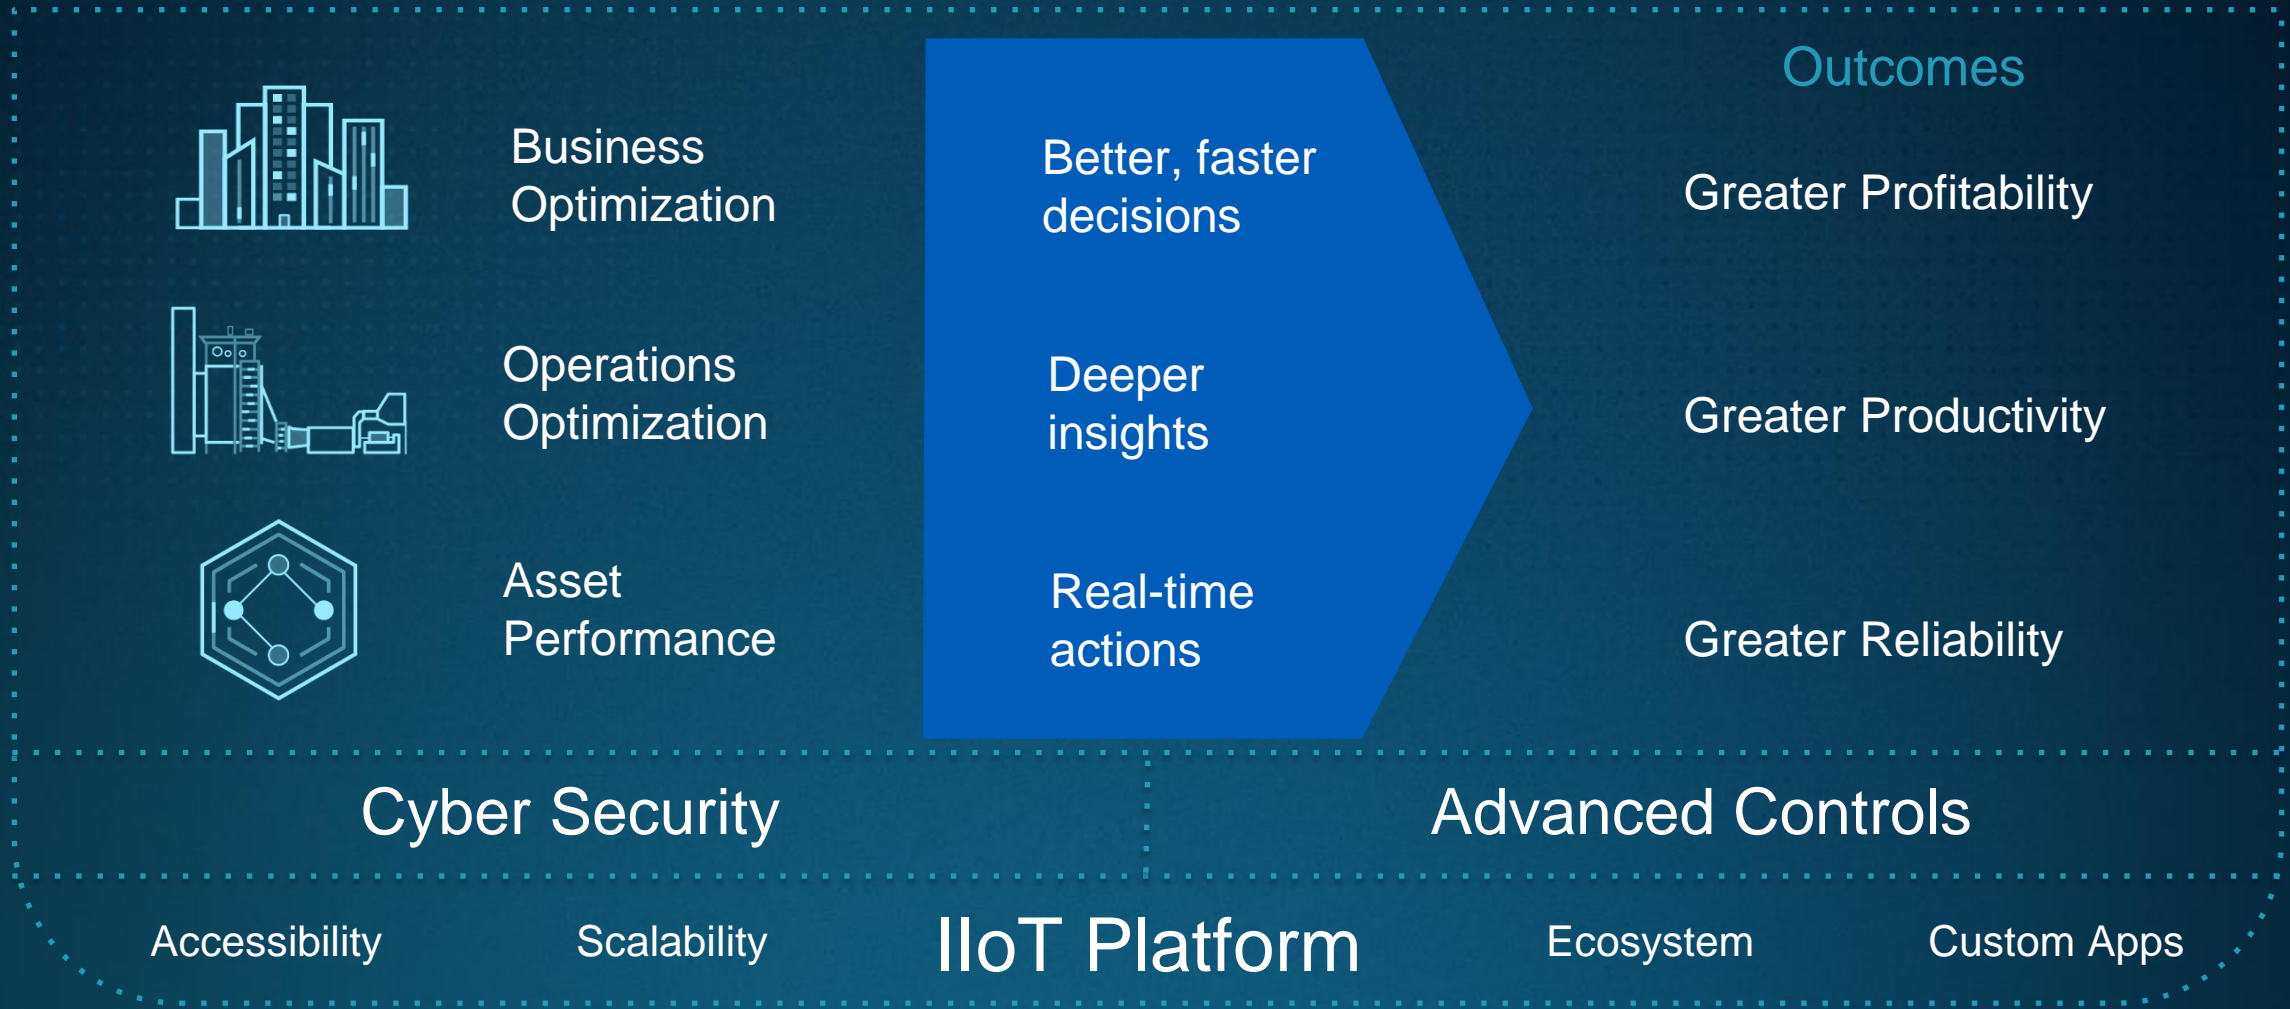 Outcomes
Business
Optimization
Better, faster
decisions
Greater Profitability
Operations
Optimization
Deeper
insights
Greater Productivity
Asset
Performance
Real-time
actions
Greater Reliability
Cyber Security
Advanced Controls
Accessibility
Scalability
IIoT Platform
Ecosystem
Custom Apps